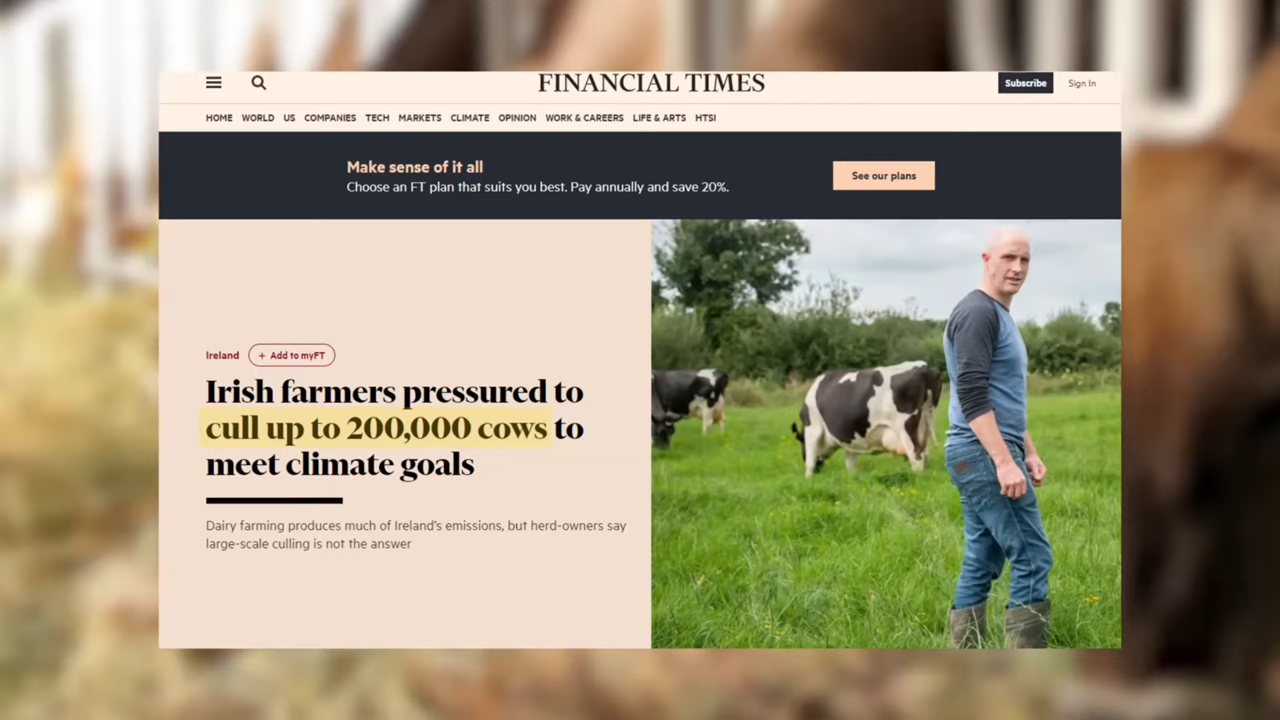 FINANCIAL TIMES
Subscribe
Sign In
HOME WORLD US COMPANIES TECH MARKETS CLIMATE OPINION WORK & CAREERS LIFE & ARTS HTSI
Make sense of it all
Choose an FT plan that suits you best. Pay annually and save 20%.
See our plans
Ireland
+ Add to myFT
Irish farmers pressured to
cull up to 200,000 cows to
meet climate goals
Dairy farming produces much of Ireland's emissions, but herd-owners say
large-scale culling is not the answer